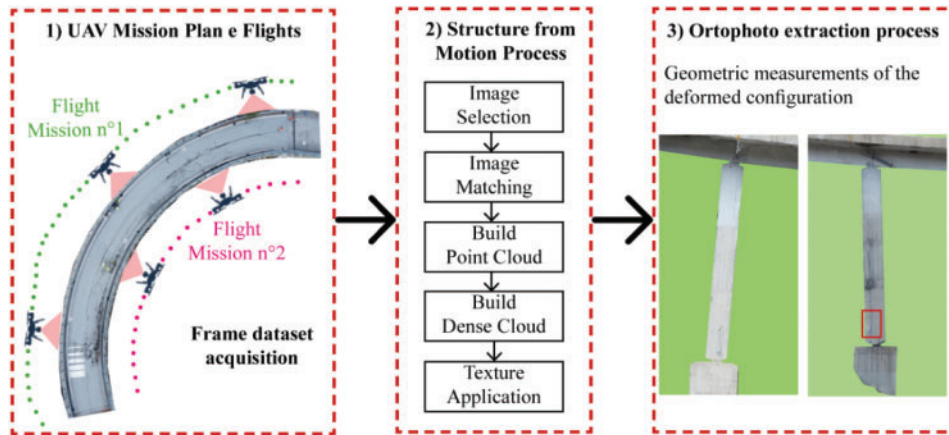 1) UAV Mission Plan e Flights
Flight
Mission n°1
Flight
Mission n°2
Frame dataset
acquisition
2) Structure from
Motion Process
Image
Selection
Image
Matching
Build
Point Cloud
Build
Dense Cloud
Texture
Application
3) Ortophoto extraction process
Geometric measurements of the
deformed configuration